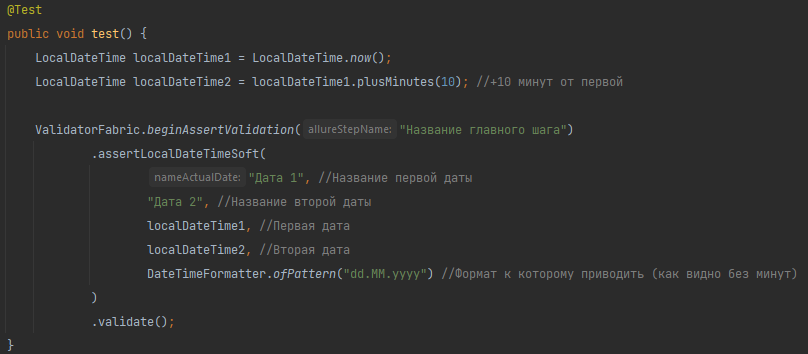 @Test
public void test() {
LocalDateTime localDateTime1 = LocalDateTime.now();
LocalDateTime localDateTime2 = localDateTime1.plusMinutes(10); //+10 минут от первой
ValidatorFabric.beginAssertValidation( allureStepName: "Название главного шага")
.assertLocalDateTimeSoft(
nameActualDate: "Дата 1", //Название первой даты
"Дата 2", //Название второй даты
localDateTime1, //Первая дата
localDateTime2, //Вторая дата
DateTimeFormatter.ofPattern("dd.MM.yyyy") //Формат к которому приводить (как видно без минут)
)
.validate();
}